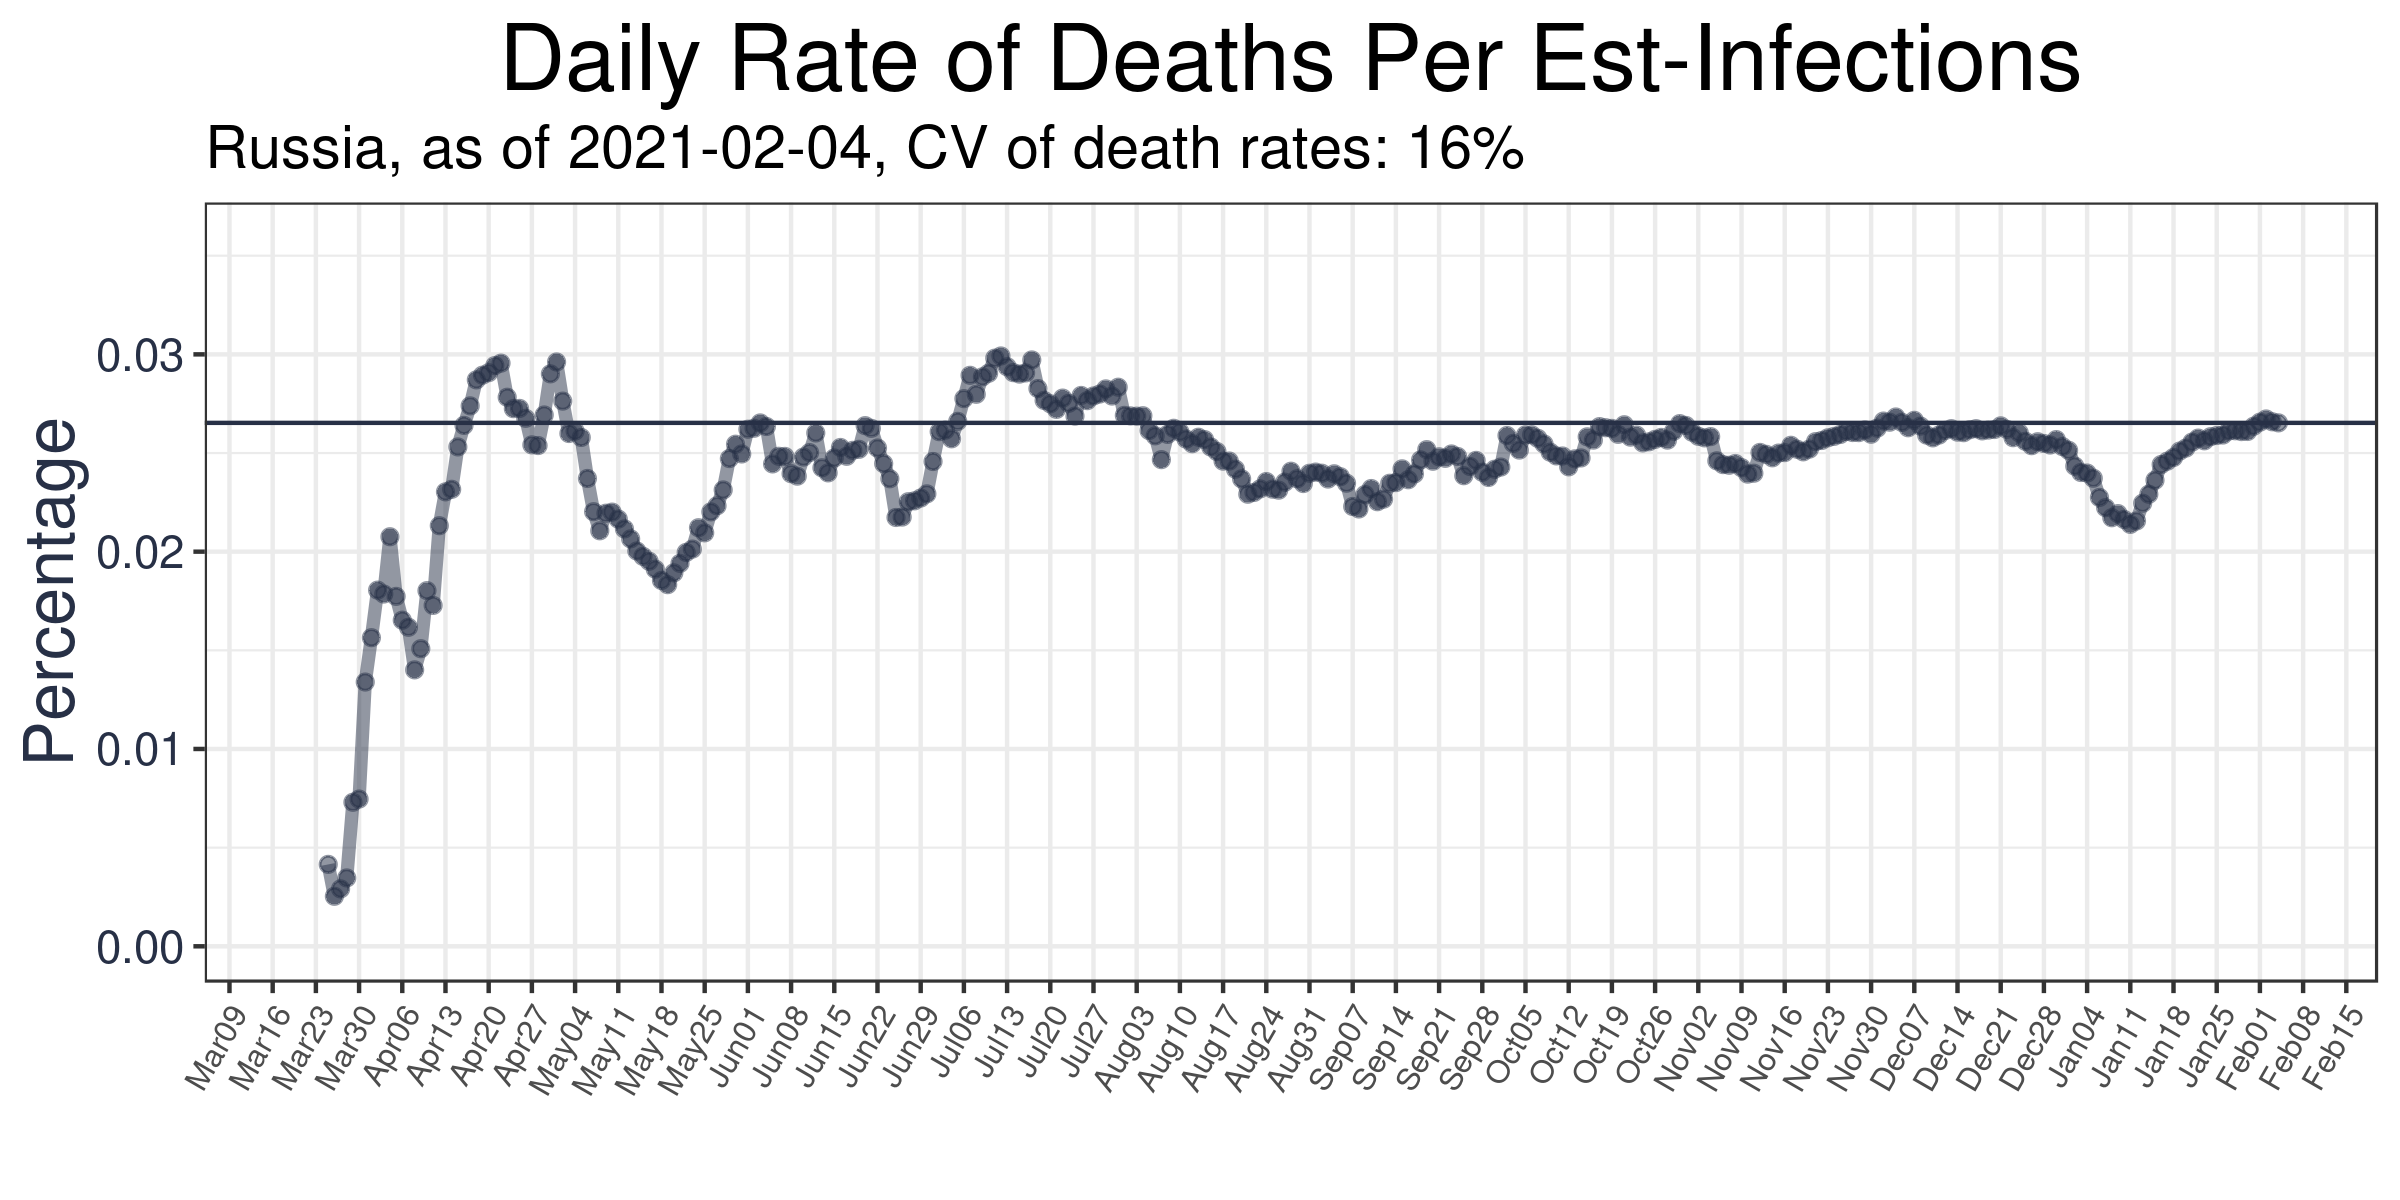 Daily Rate of Deaths Per Est-Infections
Russia, as of 2021-02-04, CV of death rates: 16%
Percentage
0.03
0.02
0.01
0.00
Mar09
Mar16
Mar23
Mar30
Apr06
Apr13
Apr20
Apr27
May04
May11
May18
May25
Jun01
Jun08
Jun15
Jun22
Jun29
Jul06
Jul13
Jul20
Jul27
Aug03
Aug10
Aug17
Aug24
Aug31
Sep07
Sep14
Sep21
Sep28
Oct05
Oct12
Oct19
Oct26
Nov02
Nov09
Nov16
Nov23
Nov30
Dec07
Dec14
Dec21
Dec28
Jan04
Jan11
Jan18
Jan25
Feb01
Feb08
Feb15